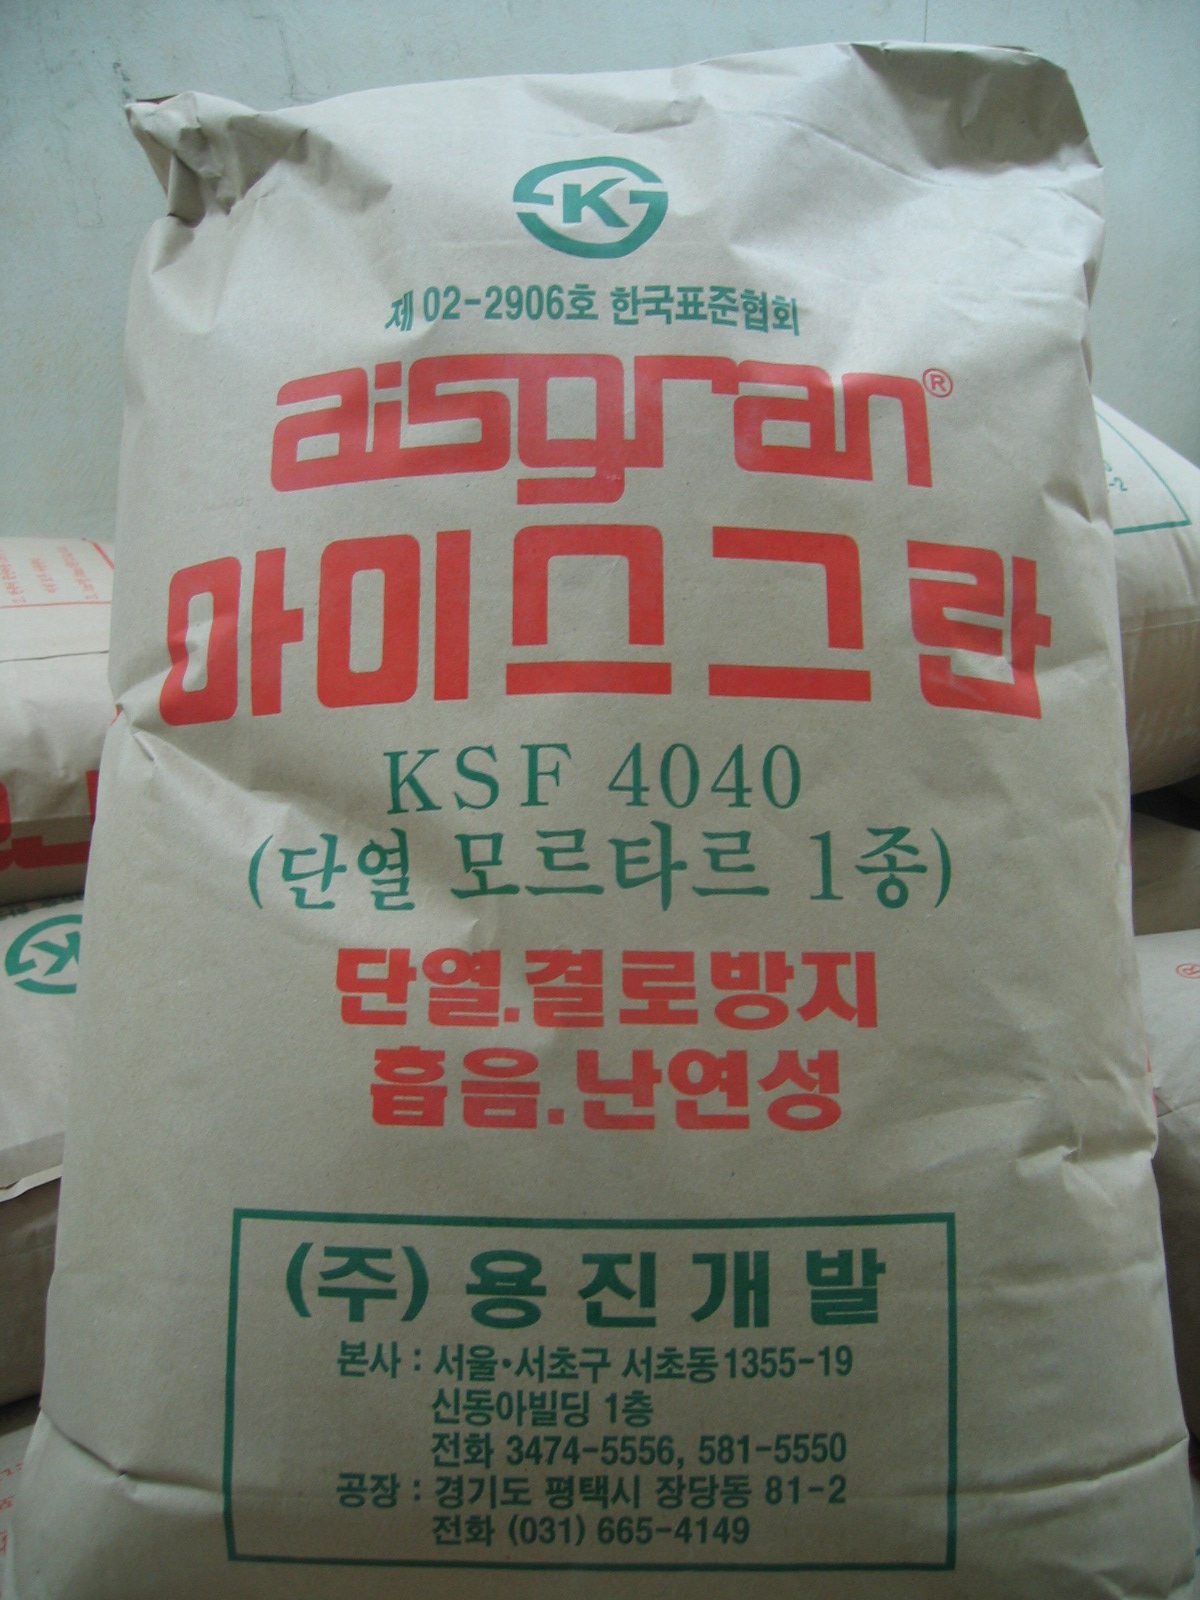 K
제 02-2906호 한국표준협회
aisgran®
아이스그란
KSF 4040
(단열 모르타르 1종)
단열.결로방지
흡음.난연성
(주) 용진개발
본사 : 서울·서초구 서초동 1355-19
신동아빌딩 1층
전화 3474-5556, 581-5550
공장 : 경기도 평택시 장당동 81-2
전화 (031) 665-4149